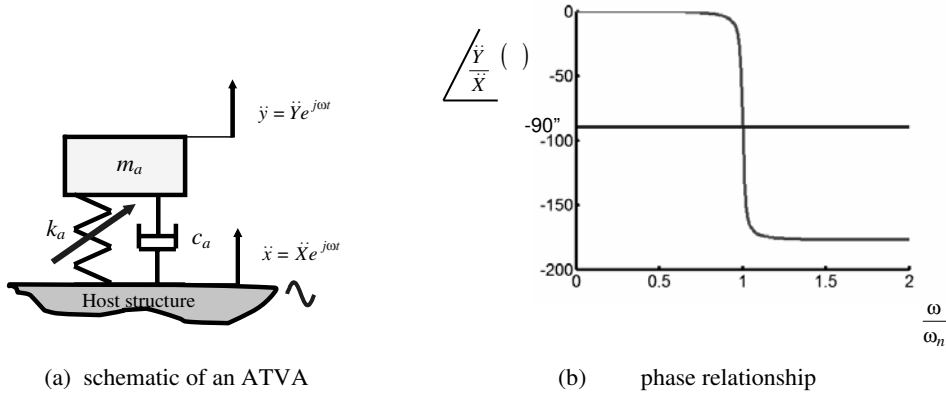 ÿ = Ÿe^{jωt}
m_a
k_a
c_a
ẍ = Ẍe^{jωt}
Host structure
(a) schematic of an ATVA
Ÿ
Ẍ
( )
0
-50
-90"
-100
-150
-200
0
0.5
1
1.5
2
ω
ω_n
(b) phase relationship